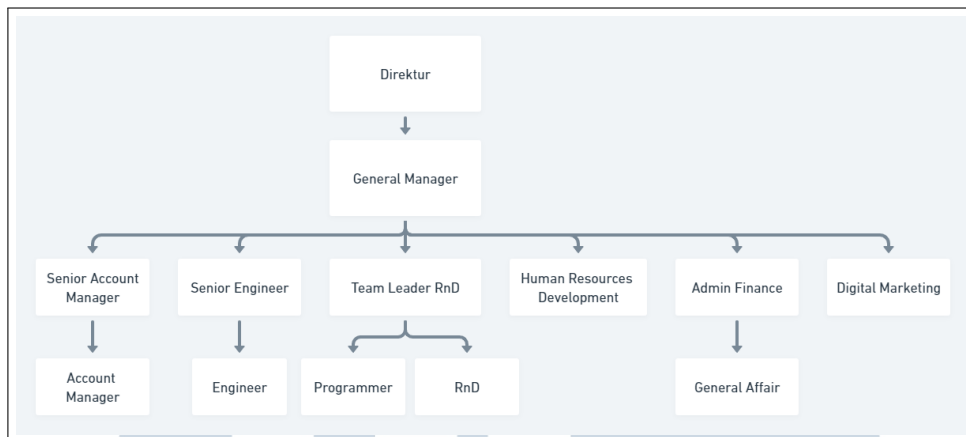 Direktur
General Manager
Senior Account
Manager
Senior Engineer
Team Leader RnD
Human Resources
Development
Admin Finance
Digital Marketing
Account
Manager
Engineer
Programmer
RnD
General Affair